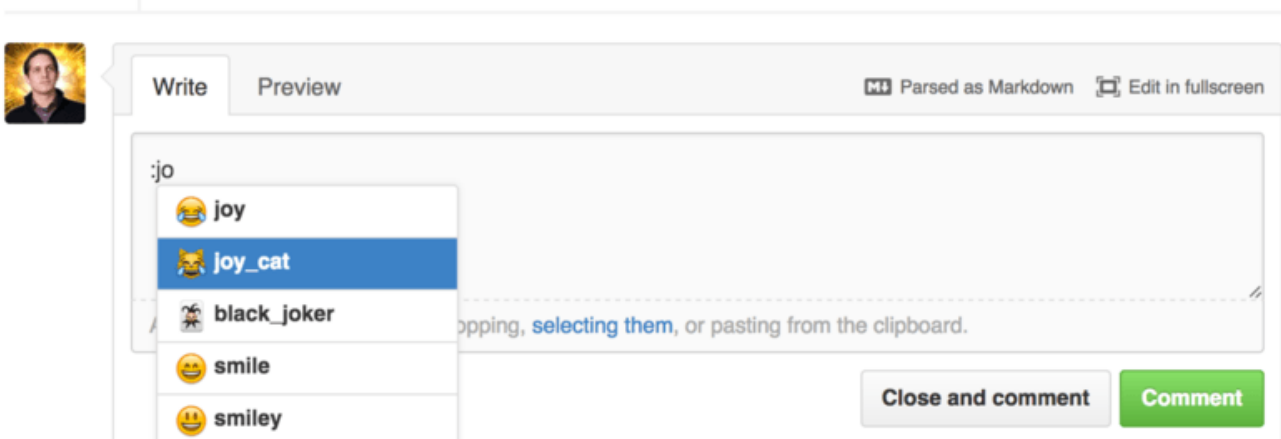 Write Preview Parsed as Markdown Edit in fullscreen
:jo
joy
joy_cat
black_joker
opping, selecting them, or pasting from the clipboard.
smile
Close and comment Comment
smiley